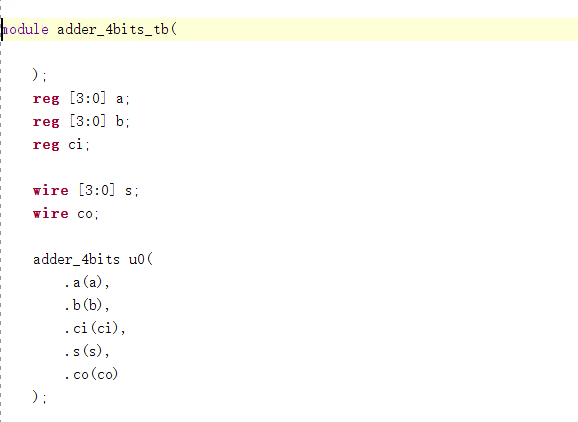 module adder_4bits_tb(
);
reg [3:0] a;
reg [3:0] b;
reg ci;
wire [3:0] s;
wire co;
adder_4bits u0(
.a(a),
.b(b),
.ci(ci),
.s(s),
.co(co)
);